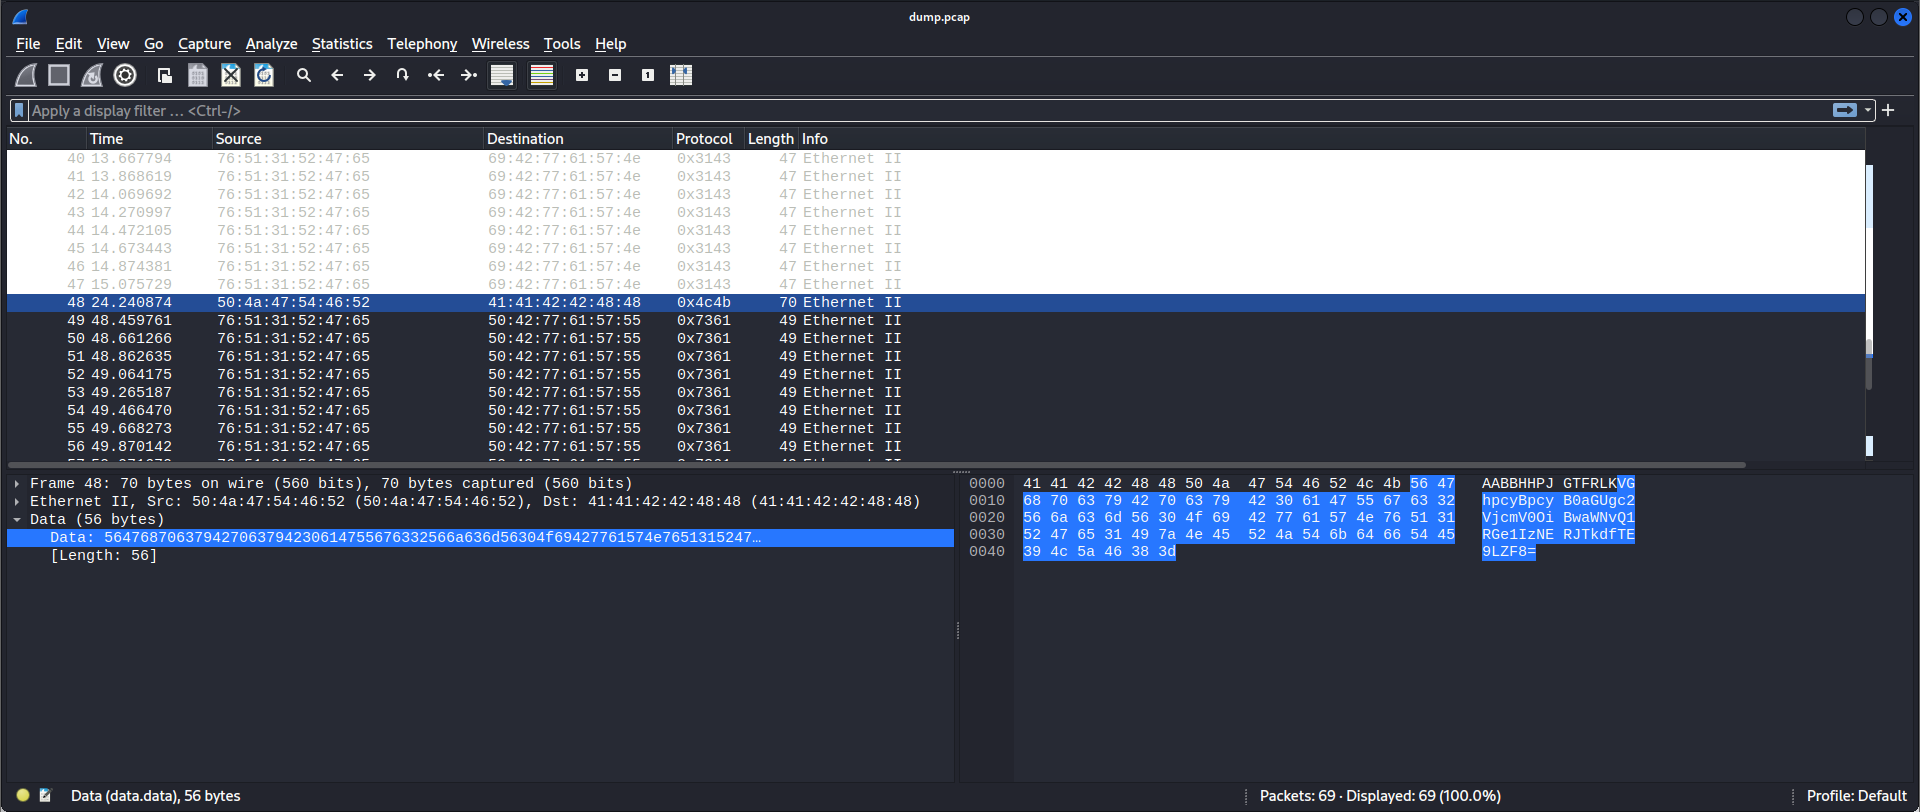 dump.pcap
File Edit View Go Capture Analyze Statistics Telephony Wireless Tools Help
Apply a display filter … <Ctrl-/>
No. Time Source Destination Protocol Length Info
40 13.667794 76:51:31:52:47:65 69:42:77:61:57:4e 0x3143 47 Ethernet II
41 13.868619 76:51:31:52:47:65 69:42:77:61:57:4e 0x3143 47 Ethernet II
42 14.069692 76:51:31:52:47:65 69:42:77:61:57:4e 0x3143 47 Ethernet II
43 14.270997 76:51:31:52:47:65 69:42:77:61:57:4e 0x3143 47 Ethernet II
44 14.472105 76:51:31:52:47:65 69:42:77:61:57:4e 0x3143 47 Ethernet II
45 14.673443 76:51:31:52:47:65 69:42:77:61:57:4e 0x3143 47 Ethernet II
46 14.874381 76:51:31:52:47:65 69:42:77:61:57:4e 0x3143 47 Ethernet II
47 15.075729 76:51:31:52:47:65 69:42:77:61:57:4e 0x3143 47 Ethernet II
48 24.240874 50:4a:47:54:46:52 41:41:42:42:48:48 0x4c4b 70 Ethernet II
49 48.459761 76:51:31:52:47:65 50:42:77:61:57:55 0x7361 49 Ethernet II
50 48.661266 76:51:31:52:47:65 50:42:77:61:57:55 0x7361 49 Ethernet II
51 48.862635 76:51:31:52:47:65 50:42:77:61:57:55 0x7361 49 Ethernet II
52 49.064175 76:51:31:52:47:65 50:42:77:61:57:55 0x7361 49 Ethernet II
53 49.265187 76:51:31:52:47:65 50:42:77:61:57:55 0x7361 49 Ethernet II
54 49.466470 76:51:31:52:47:65 50:42:77:61:57:55 0x7361 49 Ethernet II
55 49.668273 76:51:31:52:47:65 50:42:77:61:57:55 0x7361 49 Ethernet II
56 49.870142 76:51:31:52:47:65 50:42:77:61:57:55 0x7361 49 Ethernet II
Frame 48: 70 bytes on wire (560 bits), 70 bytes captured (560 bits)
Ethernet II, Src: 50:4a:47:54:46:52 (50:4a:47:54:46:52), Dst: 41:41:42:42:48:48 (41:41:42:42:48:48)
Data (56 bytes)
Data: 5647687063794270637942306147556763325 66a636d56304f69427761574e7651315247…
[Length: 56]
0000 41 41 42 42 48 48 50 4a 47 54 46 52 4c 4b 56 47 AABBHHPJ GTFRLKVG
0010 68 70 63 79 42 70 63 79 42 30 61 47 55 67 63 32 hpcyBpcy B0aGUgc2
0020 56 6a 63 6d 56 30 4f 69 42 77 61 57 4e 76 51 31 VjcmV0Oi BwaWNvQ1
0030 52 47 65 31 49 7a 4e 45 52 4a 54 6b 64 66 54 45 RGe1IzNE RJTkdfTE
0040 39 4c 5a 46 38 3d 9LZF8=
Data (data.data), 56 bytes
Packets: 69 · Displayed: 69 (100.0%)
Profile: Default